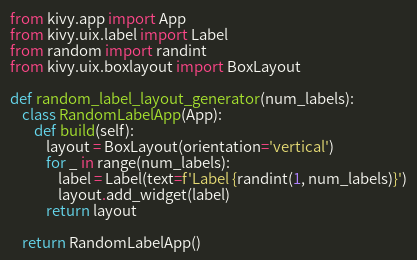 from kivy.app import App
from kivy.uix.label import Label
from random import randint
from kivy.uix.boxlayout import BoxLayout

def random_label_layout_generator(num_labels):
    class RandomLabelApp(App):
        def build(self):
            layout = BoxLayout(orientation='vertical')
            for _ in range(num_labels):
                label = Label(text=f'Label {randint(1, num_labels)}')
                layout.add_widget(label)
            return layout

    return RandomLabelApp()